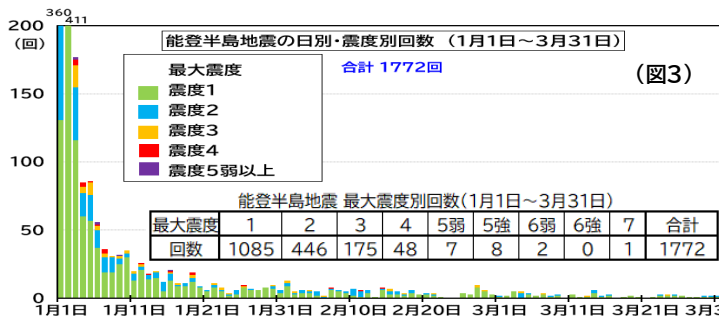 360
411
200
(回)
能登半島地震の日別・震度別回数 (1月1日～3月31日)
合計 1772回
(図3)
最大震度
震度1
震度2
震度3
震度4
震度5弱以上
150
100
50
0
能登半島地震 最大震度別回数(1月1日～3月31日)
最大震度 1 2 3 4 5弱 5強 6弱 6強 7 合計
回数 1085 446 175 48 7 8 2 0 1 1772
1月1日 1月11日 1月21日 1月31日 2月10日 2月20日 3月1日 3月11日 3月21日 3月3